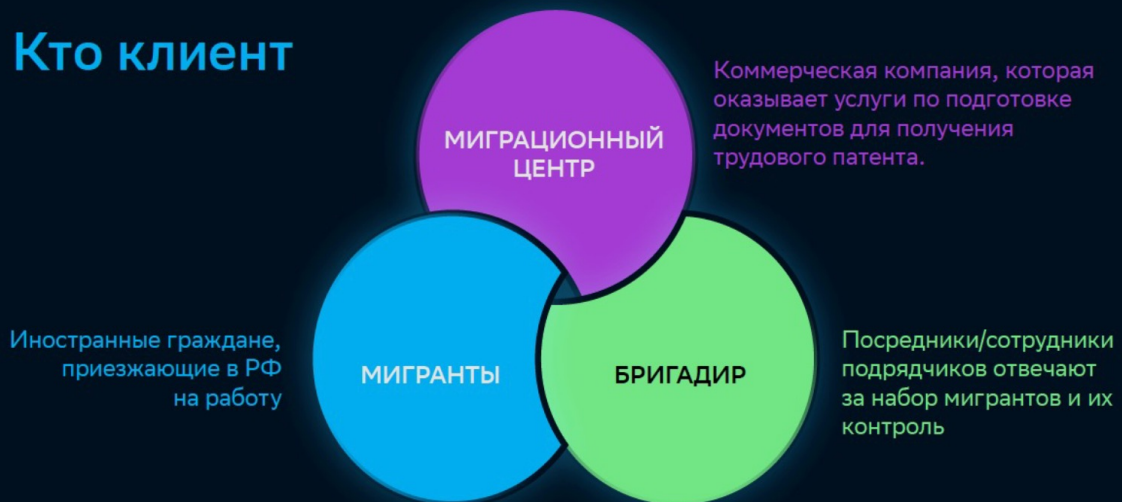 Кто клиент
МИГРАЦИОННЫЙ
ЦЕНТР
Коммерческая компания, которая
оказывает услуги по подготовке
документов для получения
трудового патента.
Иностранные граждане,
приезжающие в РФ
на работу
МИГРАНТЫ
БРИГАДИР
Посредники/сотрудники
подрядчиков отвечают
за набор мигрантов и их
контроль